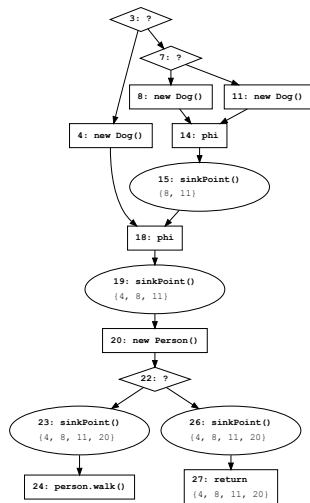 3: ?
7: ?
8: new Dog()
11: new Dog()
4: new Dog()
14: phi
15: sinkPoint()
{8, 11}
18: phi
19: sinkPoint()
{4, 8, 11}
20: new Person()
22: ?
23: sinkPoint()
{4, 8, 11, 20}
26: sinkPoint()
{4, 8, 11, 20}
24: person.walk()
27: return
{4, 8, 11, 20}